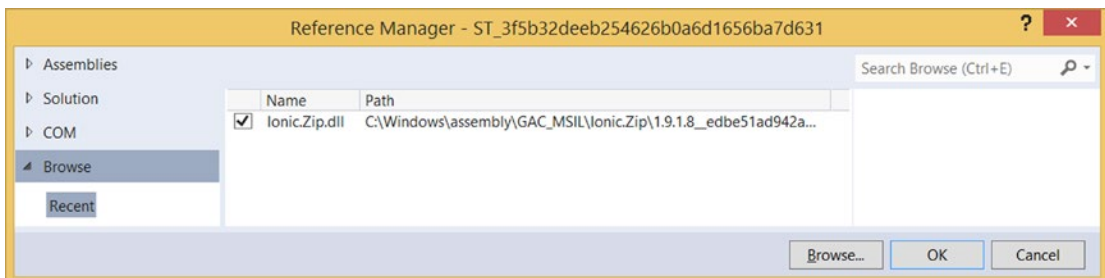 Reference Manager - ST_3f5b32deeb254626b0a6d1656ba7d631
? ×
Assemblies
Search Browse (Ctrl+E)
Solution
Name Path
Ionic.Zip.dll C:\Windows\assembly\GAC_MSIL\Ionic.Zip\1.9.1.8__edbe51ad942a...
COM
Browse
Recent
Browse... OK Cancel